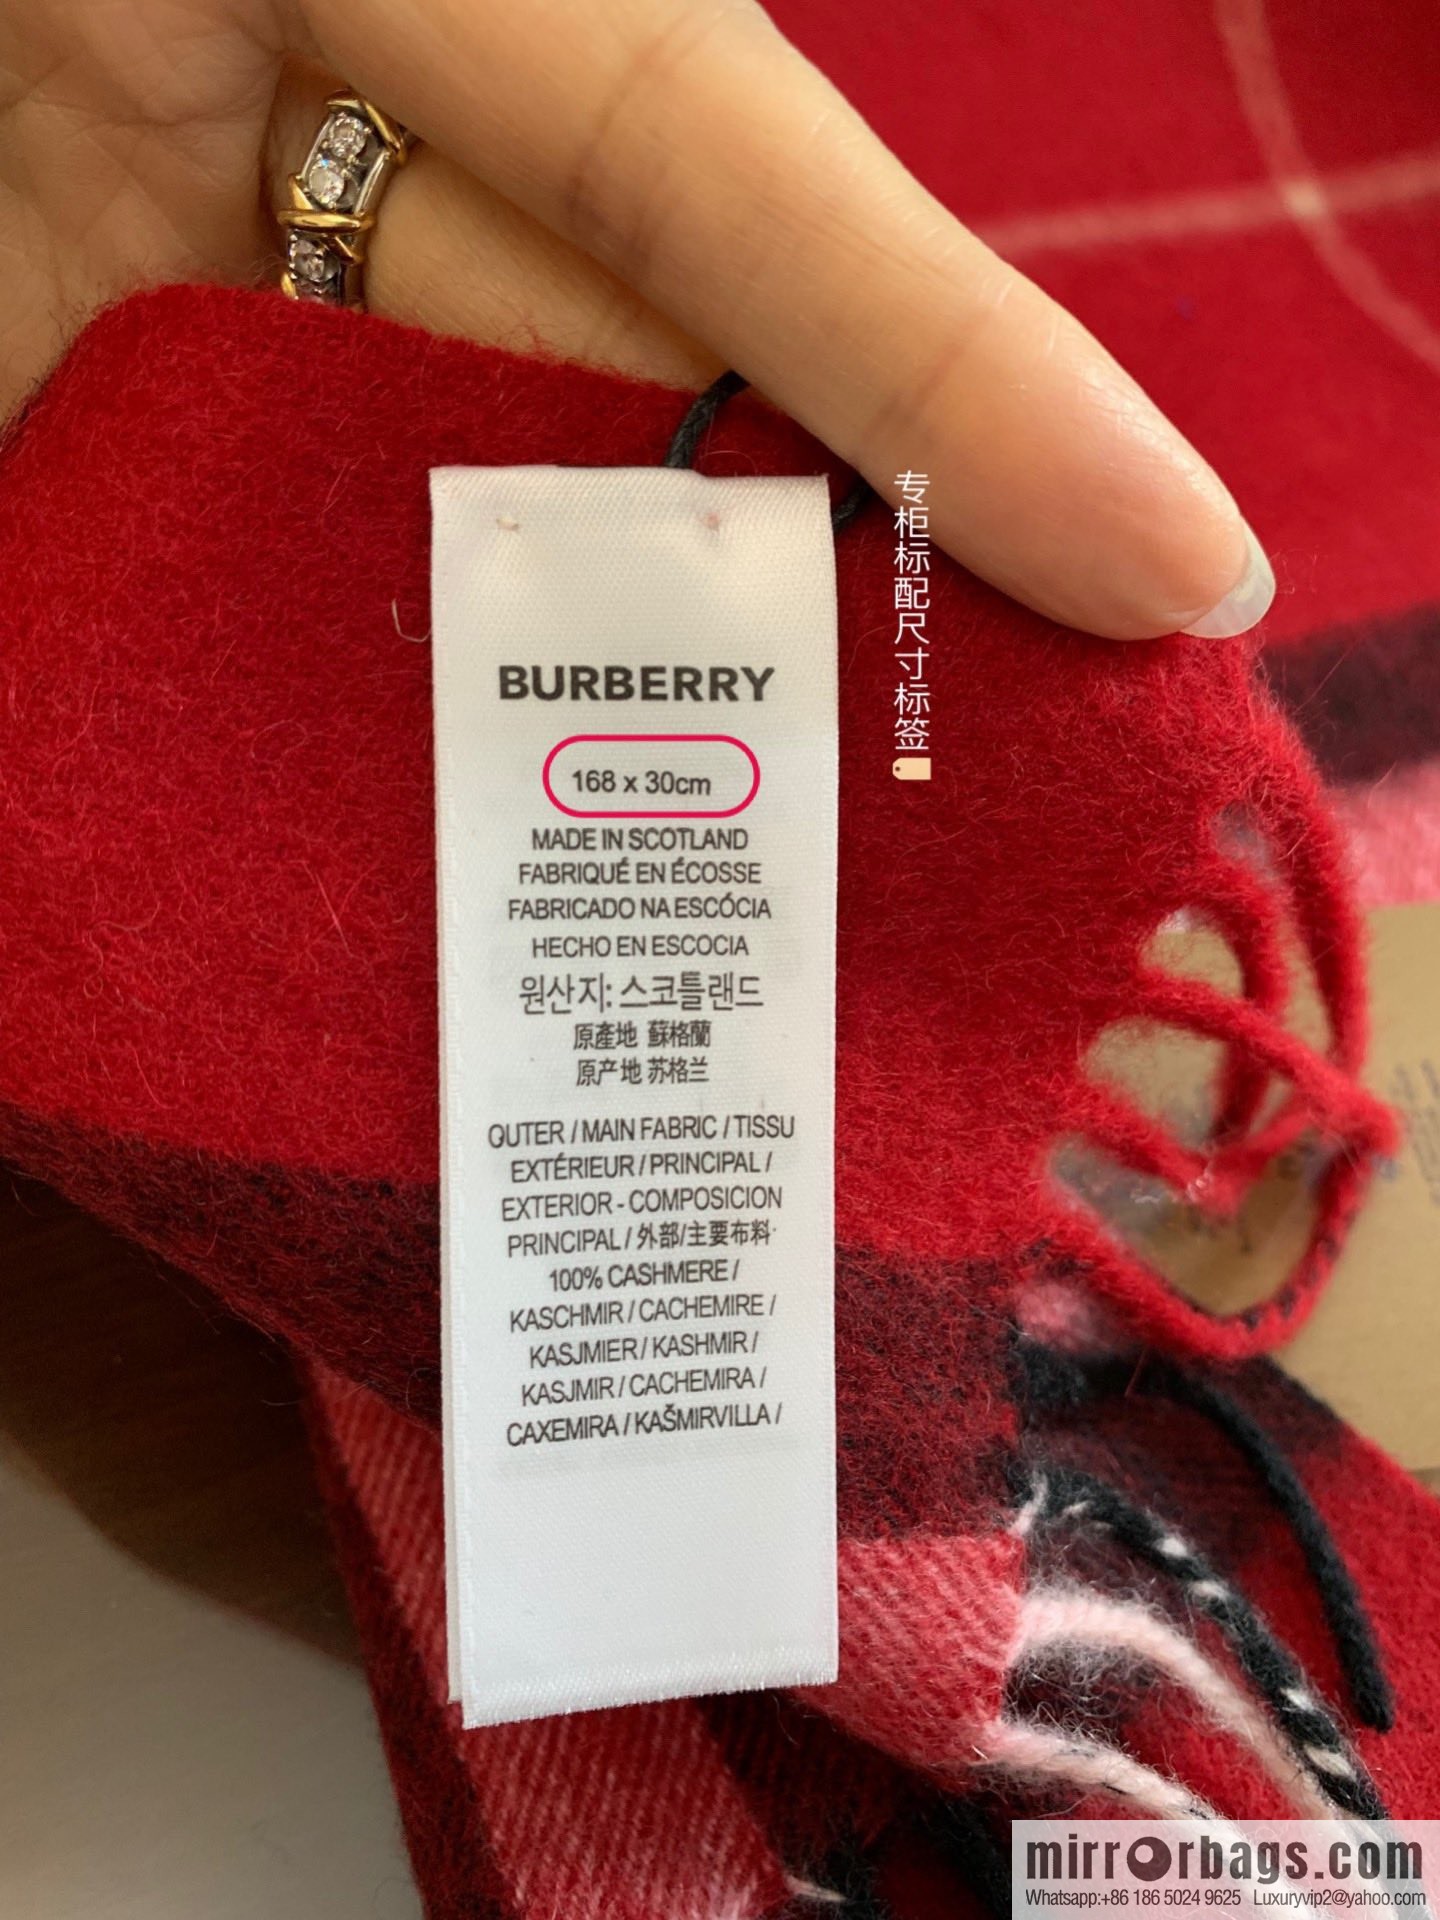 BURBERRY
168 x 30cm
MADE IN SCOTLAND
FABRIQUÉ EN ÉCOSSE
FABRICADO NA ESCÓCIA
HECHO EN ESCOCIA
원산지: 스코틀랜드
原產地 蘇格蘭
原产地 苏格兰
OUTER / MAIN FABRIC / TISSU
EXTÉRIEUR / PRINCIPAL /
EXTERIOR - COMPOSICION
PRINCIPAL / 外部/主要布料·
100% CASHMERE /
KASCHMIR / CACHEMIRE /
KASJMIER / KASHMIR /
KASJMIR / CACHEMIRA /
CAXEMIRA / KAŠMIRVILLA /
专柜标配尺寸标签
mirrorbags.com
Whatsapp:+86 186 5024 9625 Luxuryvip2@yahoo.com